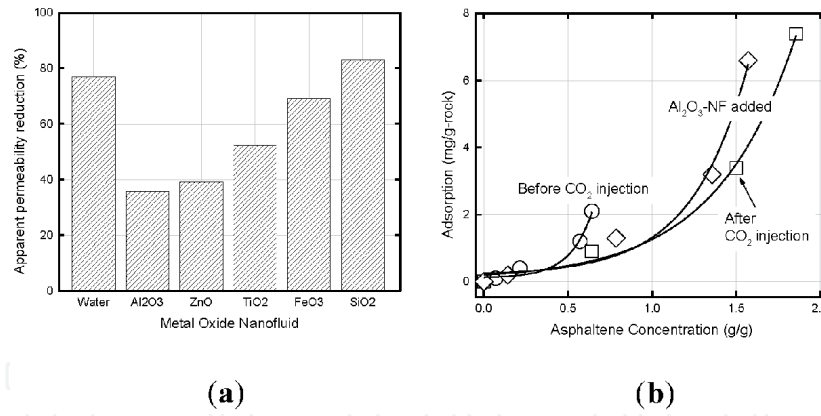 Apparent permeability reduction (%)
100
80
60
40
20
0
Water Al2O3 ZnO TiO2 FeO3 SiO2
Metal Oxide Nanofluid
(a)
Adsorption (mg/g-rock)
8
6
4
2
0
Al₂O₃-NF added
Before CO₂ injection
After
CO₂ injection
0.0 0.5 1.0 1.5 2.
Asphaltene Concentration (g/g)
(b)